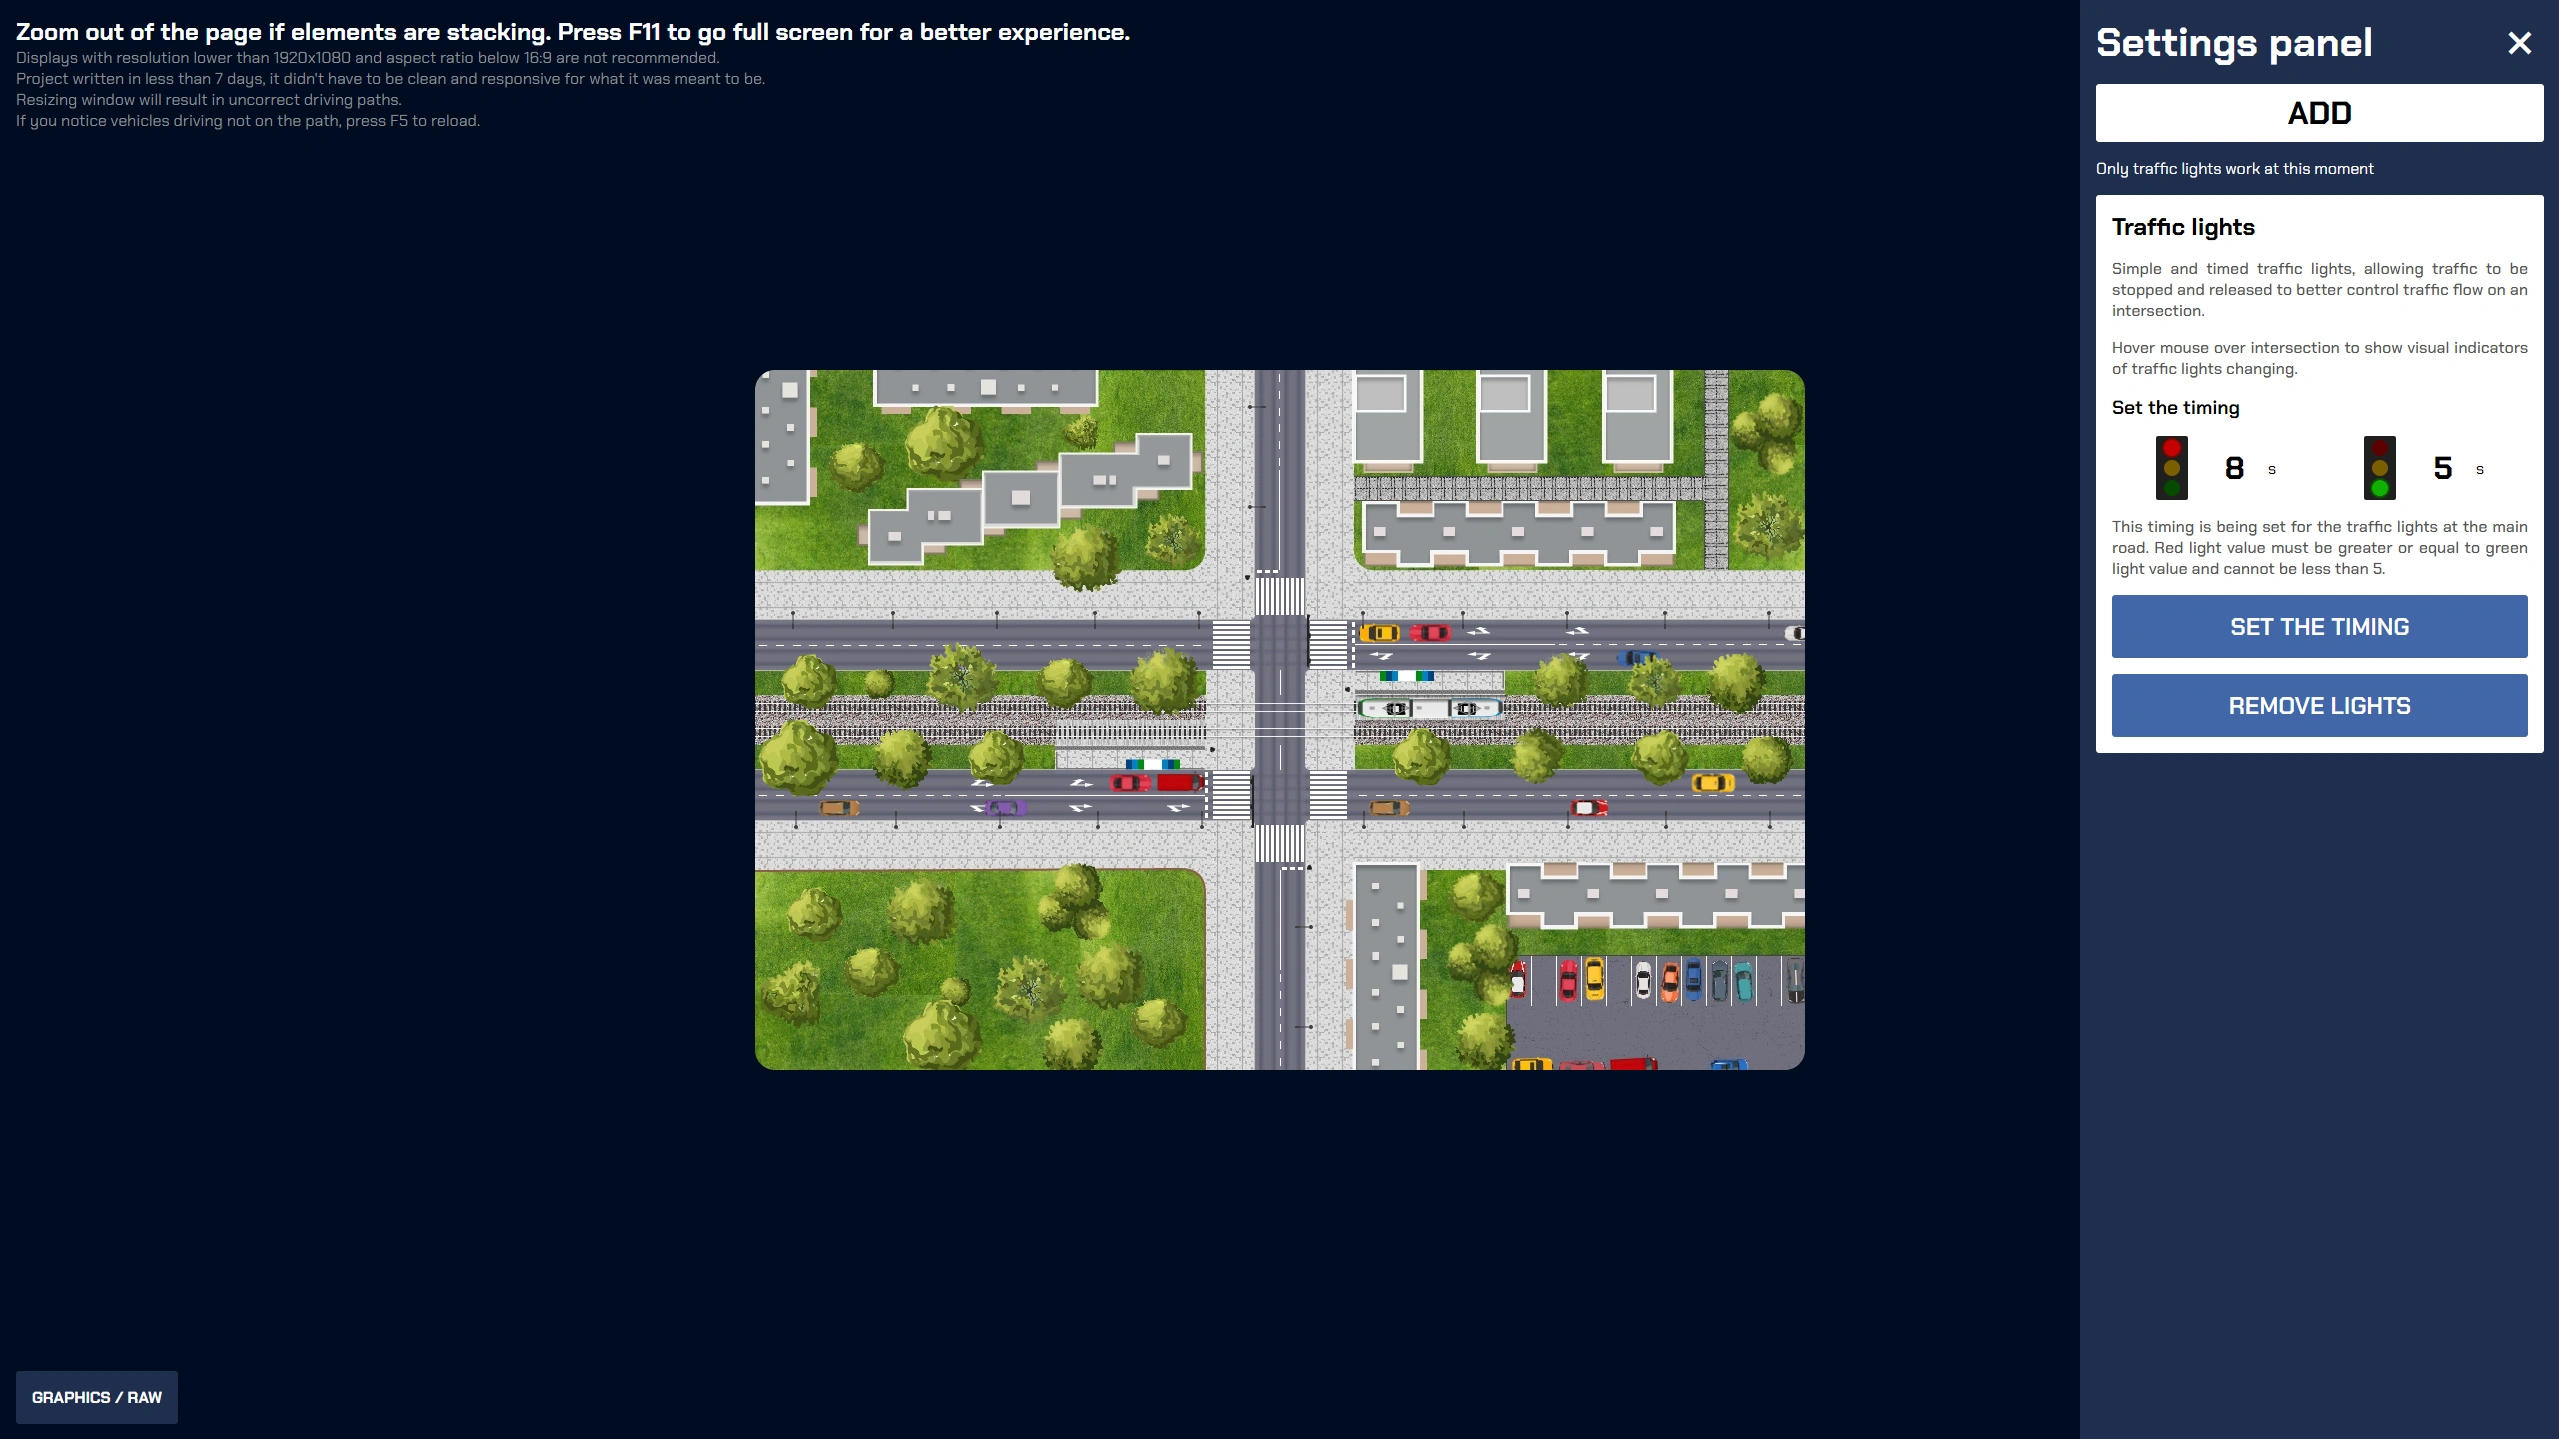 Zoom out of the page if elements are stacking. Press F11 to go full screen for a better experience.
Displays with resolution lower than 1920x1080 and aspect ratio below 16:9 are not recommended.
Project written in less than 7 days, it didn't have to be clean and responsive for what it was meant to be.
Resizing window will result in uncorrect driving paths.
If you notice vehicles driving not on the path, press F5 to reload.
GRAPHICS / RAW
Settings panel
ADD
Only traffic lights work at this moment
Traffic lights
Simple and timed traffic lights, allowing traffic to be
stopped and released to better control traffic flow on an
intersection.
Hover mouse over intersection to show visual indicators
of traffic lights changing.
Set the timing
8 s 5 s
This timing is being set for the traffic lights at the main
road. Red light value must be greater or equal to green
light value and cannot be less than 5.
SET THE TIMING
REMOVE LIGHTS